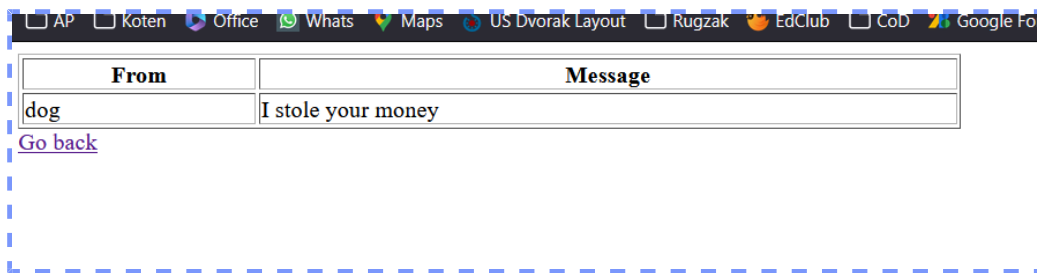 AP Koten Office Whats Maps US Dvorak Layout Rugzak EdClub CoD Google Fo
From Message
dog I stole your money
Go back